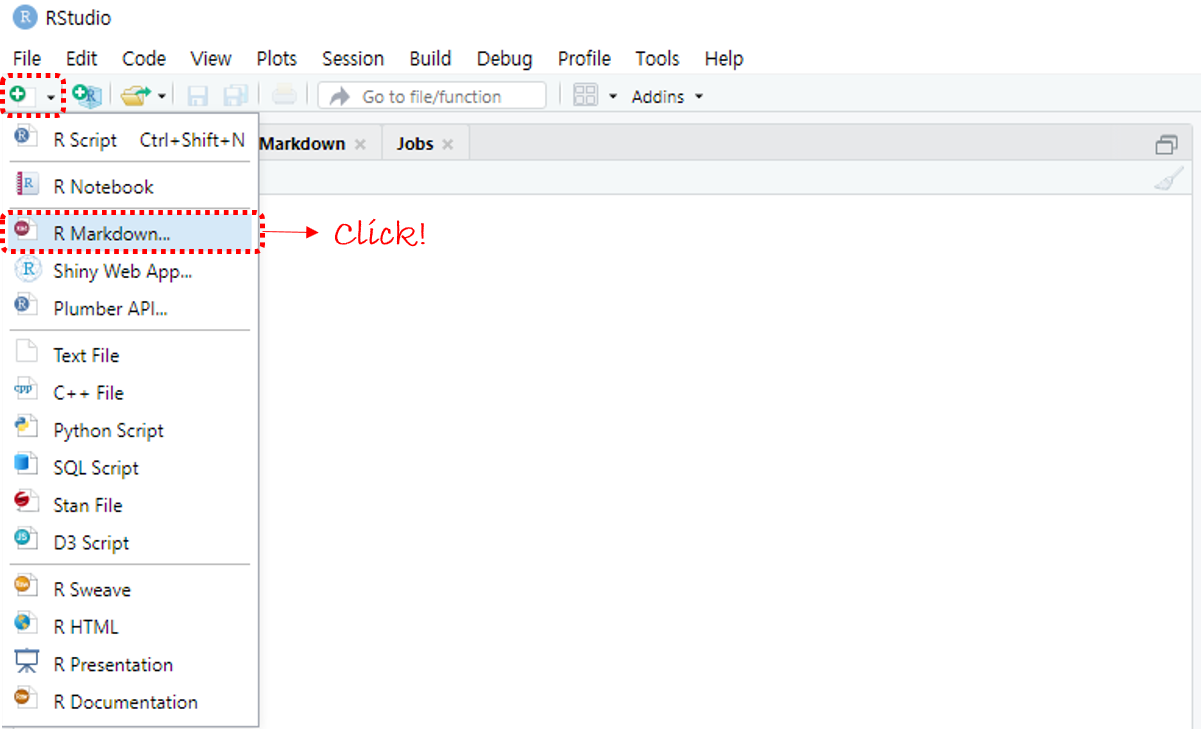 RStudio
File Edit Code View Plots Session Build Debug Profile Tools Help
Go to file/function Addins
R Script Ctrl+Shift+N
Markdown × Jobs ×
R Notebook
R Markdown...
Click!
Shiny Web App...
Plumber API...
Text File
C++ File
Python Script
SQL Script
Stan File
D3 Script
R Sweave
R HTML
R Presentation
R Documentation